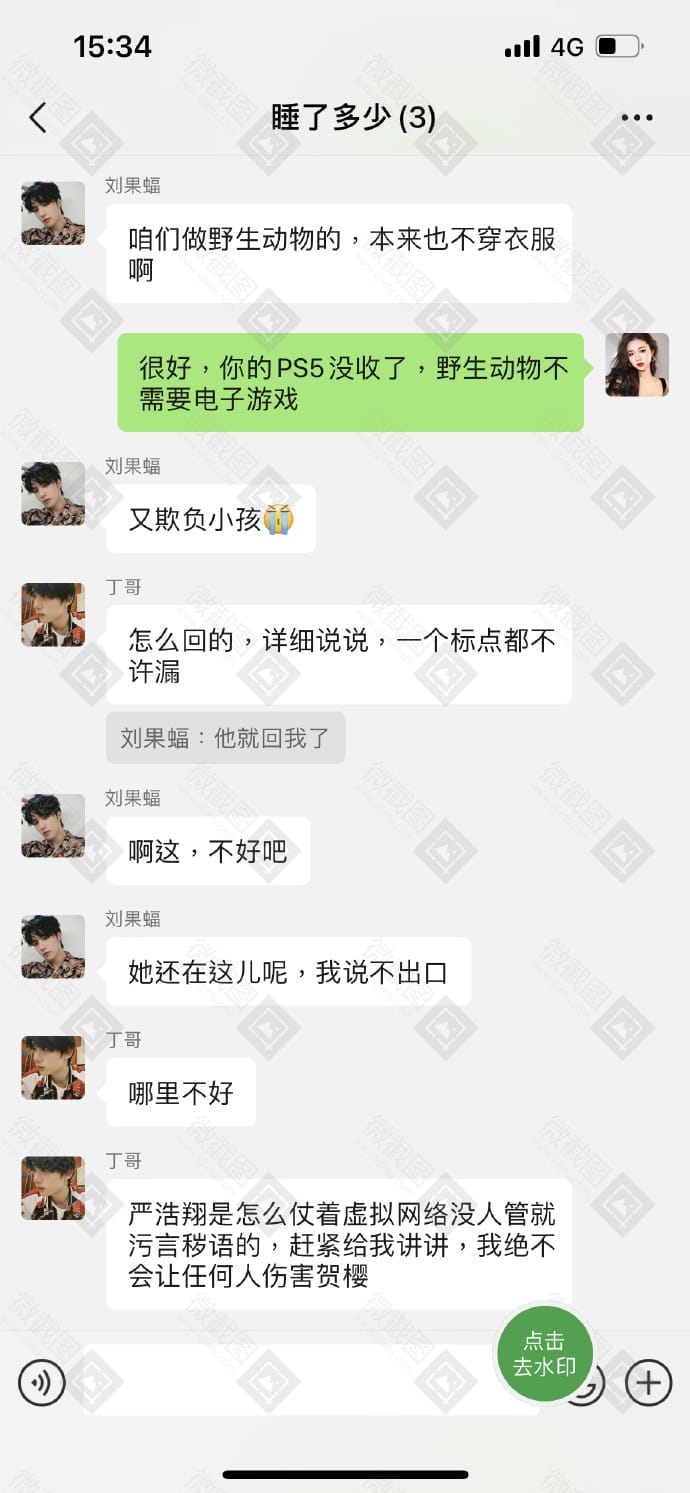 15:34
4G
睡了多少(3)
刘果蝠
咱们做野生动物的，本来也不穿衣服
啊
很好，你的PS5没收了，野生动物不
需要电子游戏
刘果蝠
又欺负小孩😭
丁哥
怎么回的，详细说说，一个标点都不
许漏
刘果蝠：他就回我了
刘果蝠
啊这，不好吧
刘果蝠
她还在这儿呢，我说不出口
丁哥
哪里不好
丁哥
严浩翔是怎么仗着虚拟网络没人管就
污言秽语的，赶紧给我讲讲，我绝不
会让任何人伤害贺樱
点击
去水印
微截图